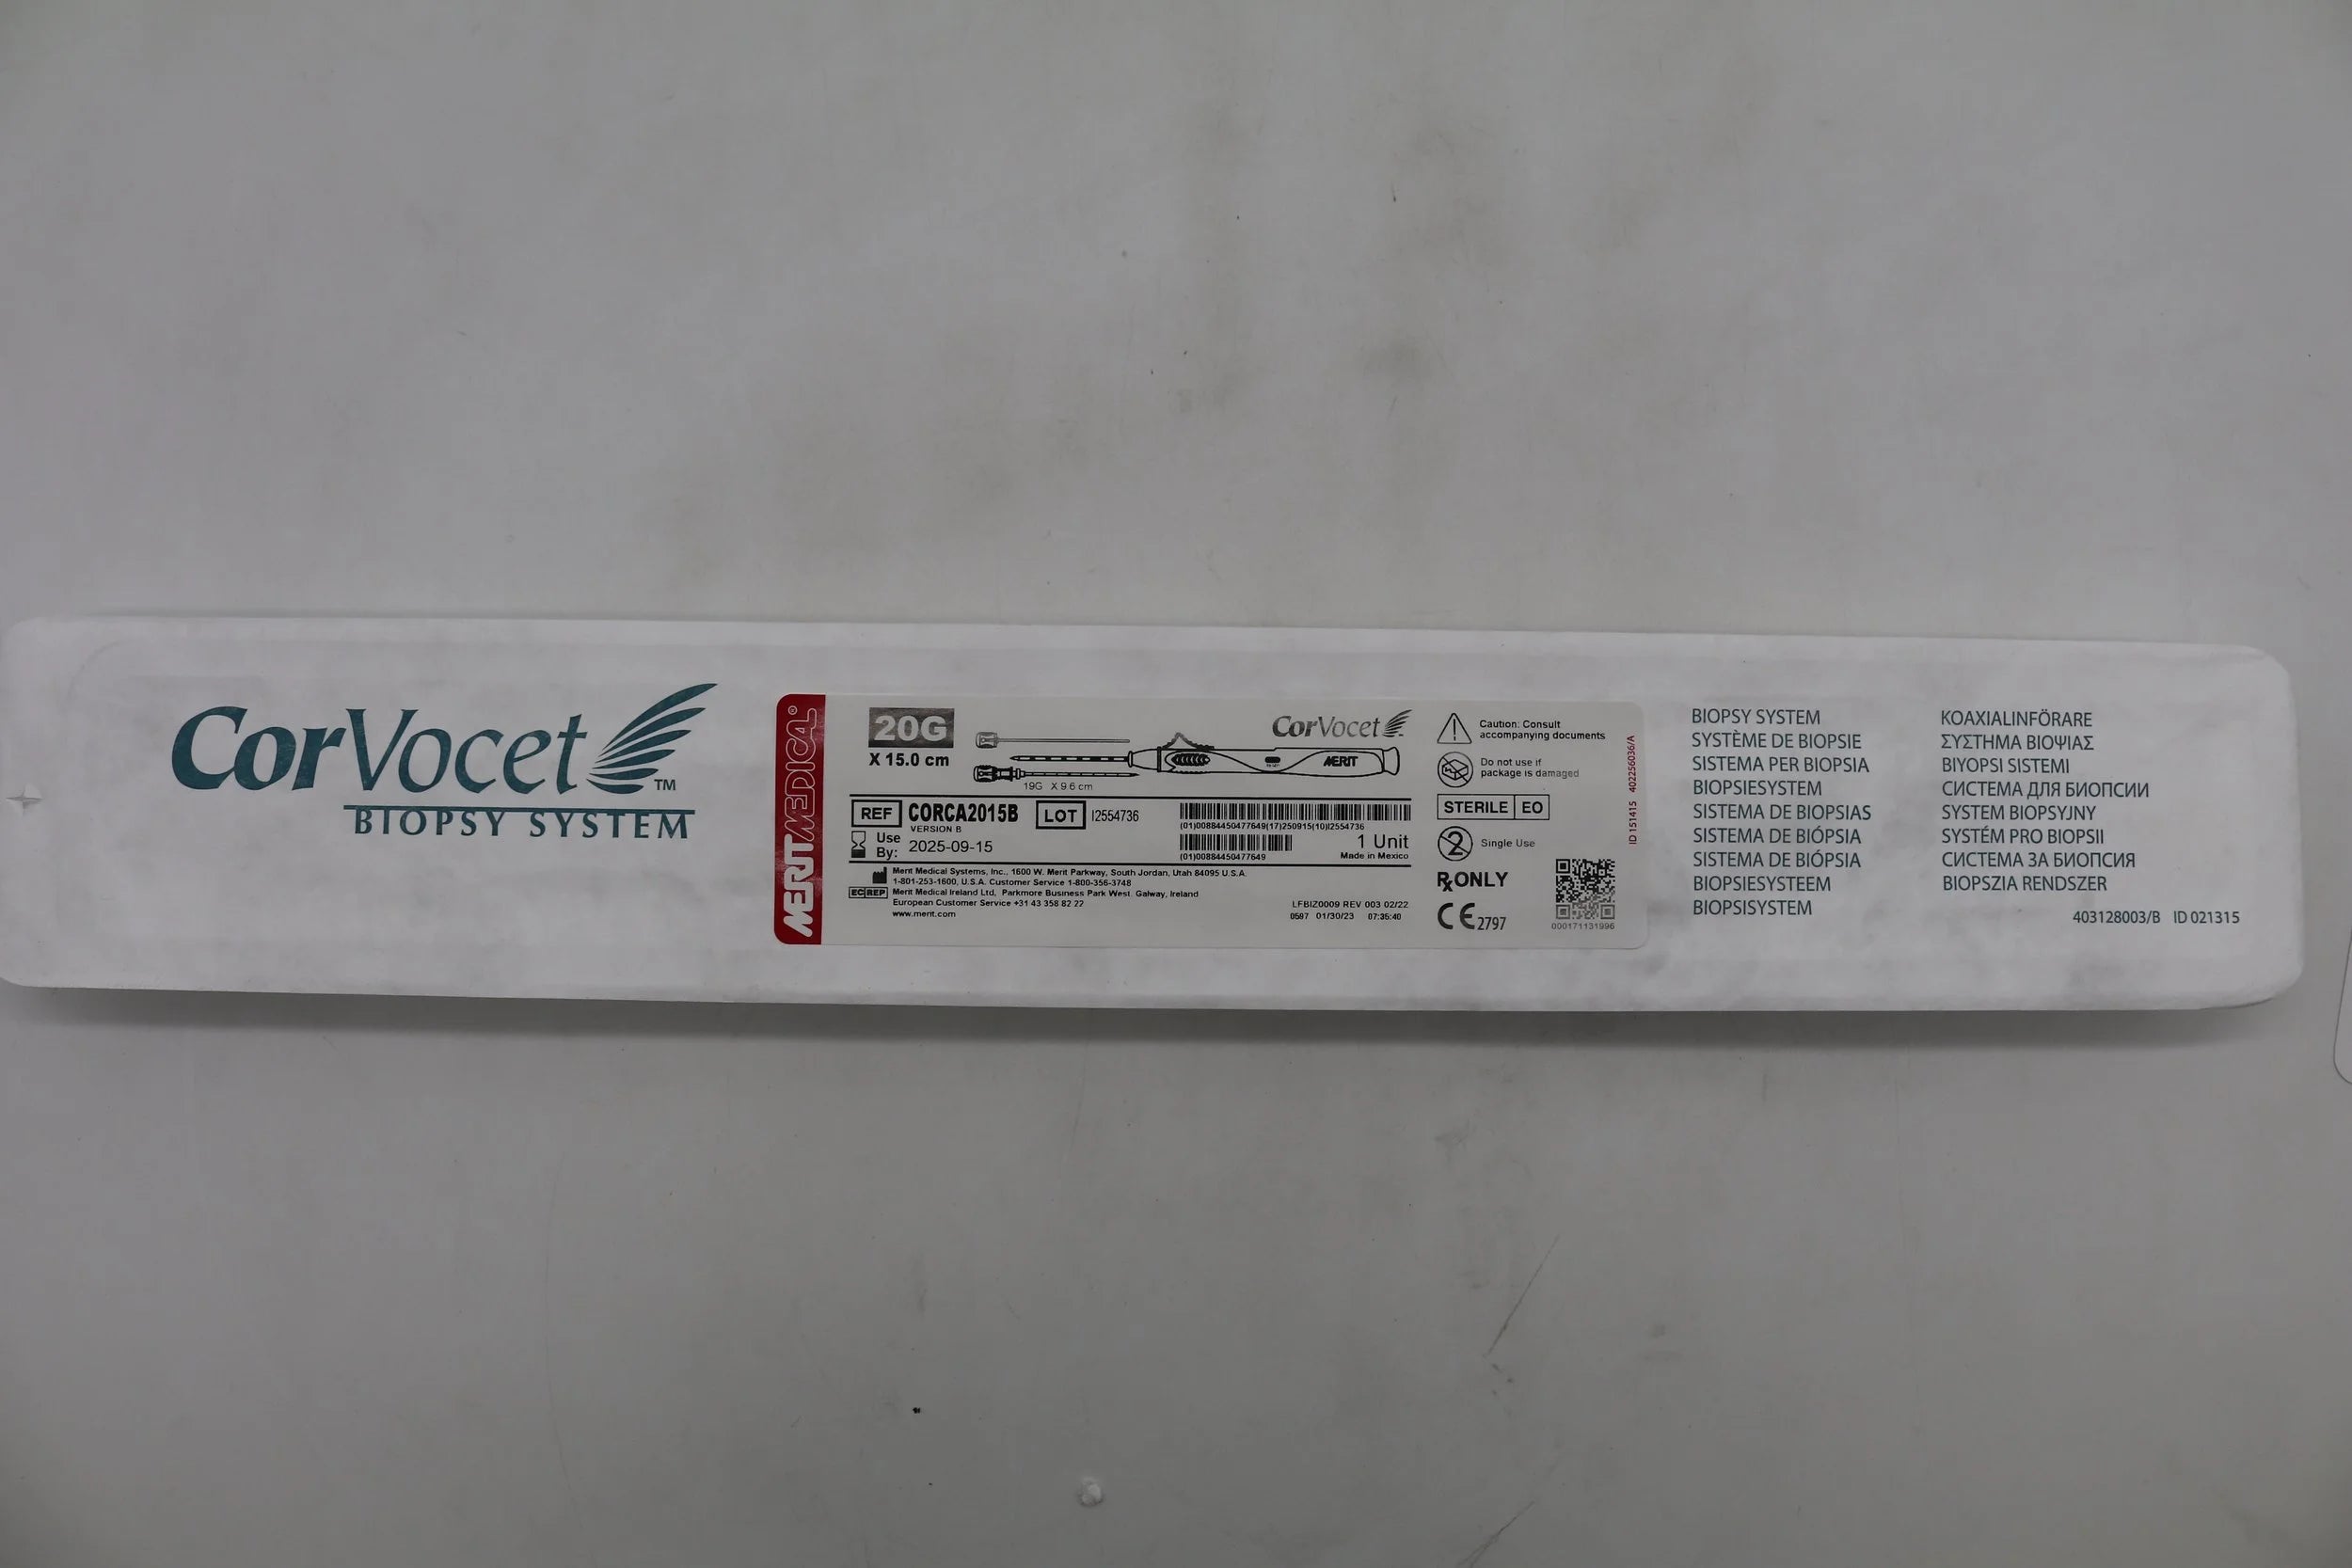 CorVocet™
BIOPSY SYSTEM
MERITMEDICAL®
20G
X 15.0 cm
CorVocet
MERIT
19G X 9.6 cm
REF CORCA2015B LOT I2554736
VERSION B
Use By: 2025-09-15
(01)00884450477649(17)250915(10)I2554736
(01)00884450477649
1 Unit
Made in Mexico
Merit Medical Systems, Inc., 1600 W. Merit Parkway, South Jordan, Utah 84095 U.S.A.
1-801-253-1600, U.S.A. Customer Service 1-800-356-3748
EC REP Merit Medical Ireland Ltd, Parkmore Business Park West, Galway, Ireland
European Customer Service +31 43 358 82 22
www.merit.com
LFBIZ0009 REV 003 02/22
0597 01/30/23 07:35:40
Caution: Consult
accompanying documents
Do not use if
package is damaged
STERILE EO
2 Single Use
RxONLY
CE 2797
000171131996
ID 151415 402256036/A
BIOPSY SYSTEM
SYSTÈME DE BIOPSIE
SISTEMA PER BIOPSIA
BIOPSIESYSTEM
SISTEMA DE BIOPSIAS
SISTEMA DE BIÓPSIA
SISTEMA DE BIÓPSIA
BIOPSIESYSTEEM
BIOPSISYSTEM
KOAXIALINFÖRARE
ΣΥΣΤΗΜΑ ΒΙΟΨΙΑΣ
BIYOPSI SISTEMI
СИСТЕМА ДЛЯ БИОПСИИ
SYSTEM BIOPSYJNY
SYSTÉM PRO BIOPSII
СИСТЕМА ЗА БИОПСИЯ
BIOPSZIA RENDSZER
403128003/B ID 021315